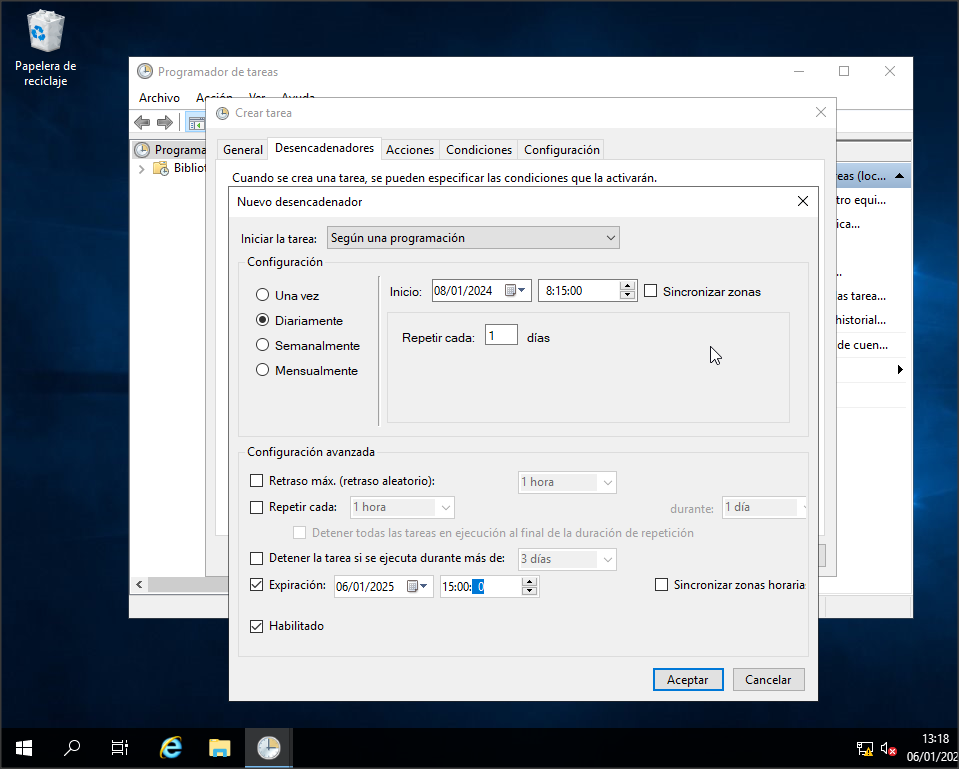 Papelera de
reciclaje
Programador de tareas
Archivo Acción Ver Ayuda
Crear tarea
Programa
Bibliot
General Desencadenadores Acciones Condiciones Configuración
Cuando se crea una tarea, se pueden especificar las condiciones que la activarán.
eas (loc...
tro equi...
ica...
...
as tarea...
historial...
de cuen...
Nuevo desencadenador
Iniciar la tarea: Según una programación
Configuración
Una vez
Diariamente
Semanalmente
Mensualmente
Inicio: 08/01/2024 8:15:00 Sincronizar zonas
Repetir cada: 1 días
Configuración avanzada
Retraso máx. (retraso aleatorio): 1 hora
Repetir cada: 1 hora durante: 1 día
Detener todas las tareas en ejecución al final de la duración de repetición
Detener la tarea si se ejecuta durante más de: 3 días
Expiración: 06/01/2025 15:00: 0 Sincronizar zonas horaria
Habilitado
Aceptar Cancelar
13:18
06/01/202